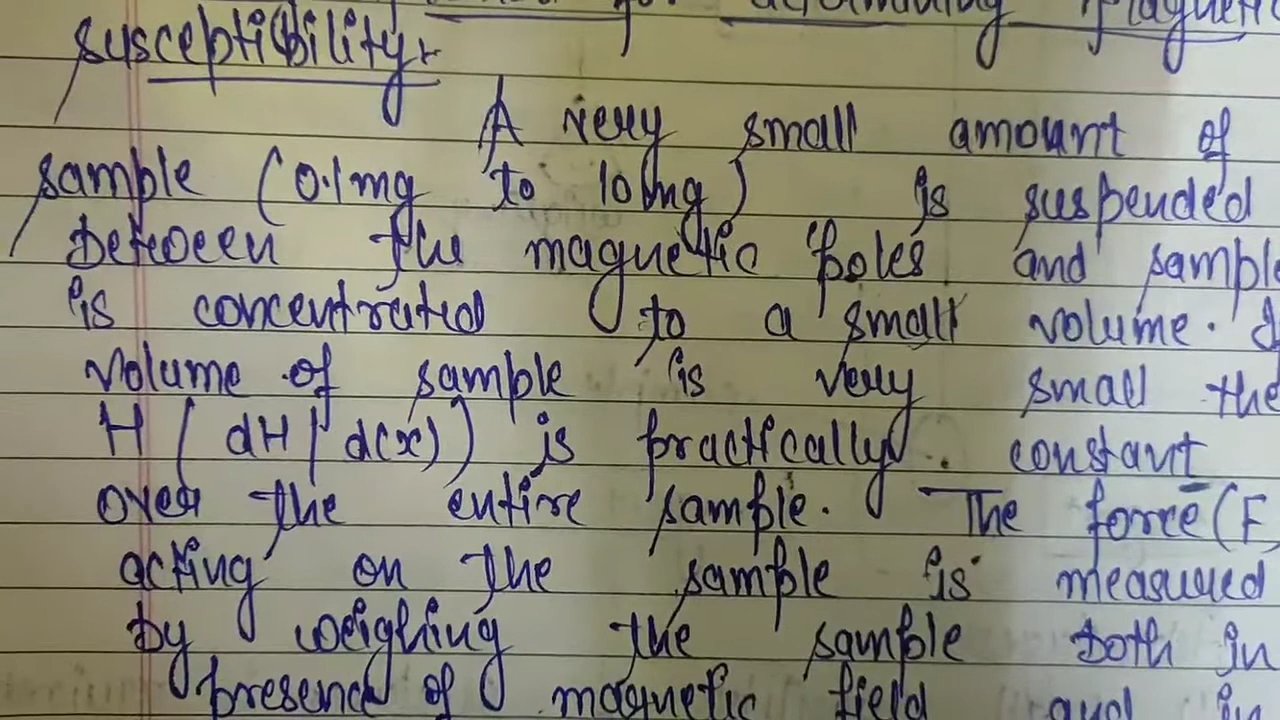 determining Magnetic
susceptibility:-
A very small amount of
sample (0.1mg to 10mg) is suspended
between the magnetic poles and sample
is concentrated to a small volume.
volume of sample is very small the
H (dH/d(x)) is practically constant
over the entire sample. The force (F)
acting on the sample is measured
by weighing the sample both in
presence of magnetic field and in